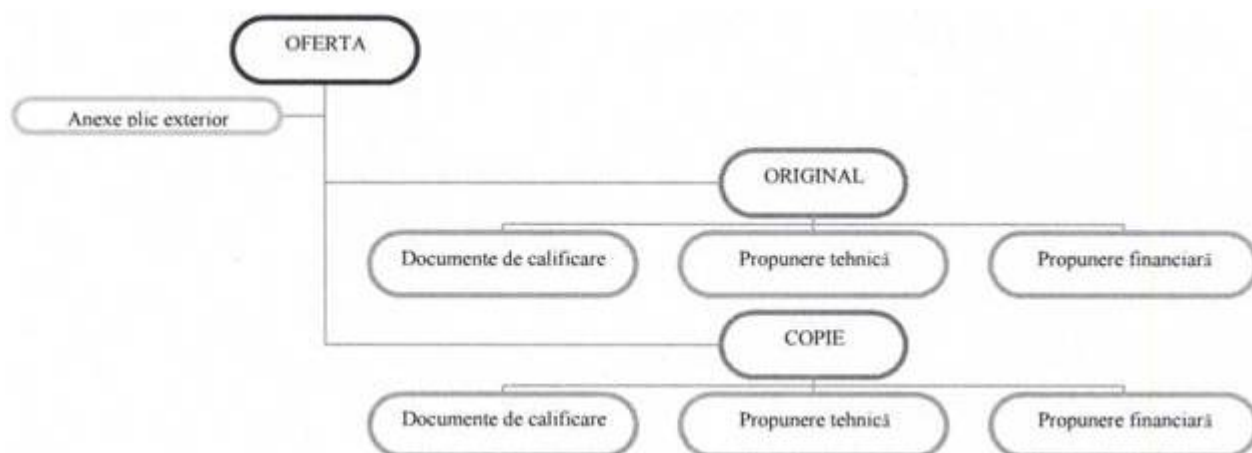 OFERTA
Anexe plic exterior
ORIGINAL
Documente de calificare
Propunere tehnică
Propunere financiară
COPIE
Documente de calificare
Propunere tehnică
Propunere financiară